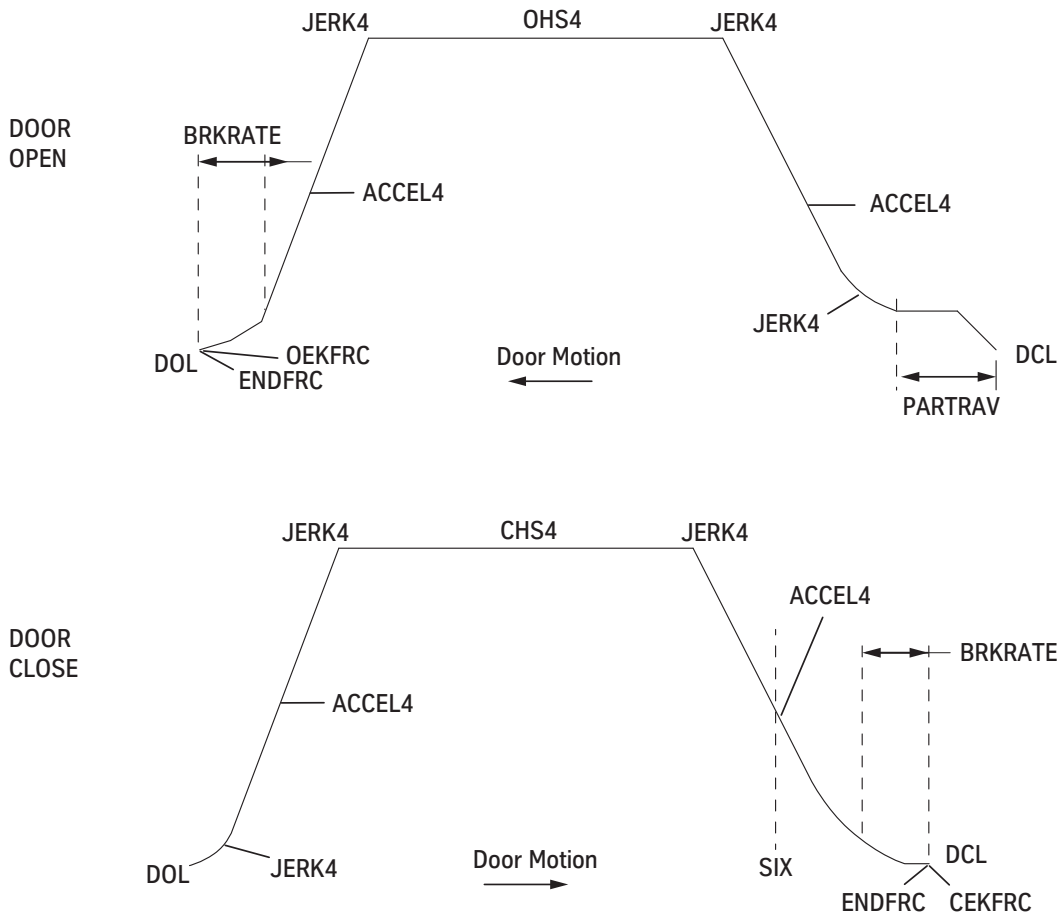 JERK4 OHS4 JERK4
DOOR
OPEN
BRKRATE
ACCEL4
ACCEL4
JERK4
DOL
OEKFRC
ENDFRC
Door Motion
DCL
PARTRAV
JERK4 CHS4 JERK4
ACCEL4
DOOR
CLOSE
BRKRATE
ACCEL4
DOL
JERK4
Door Motion
SIX
DCL
ENDFRC CEKFRC